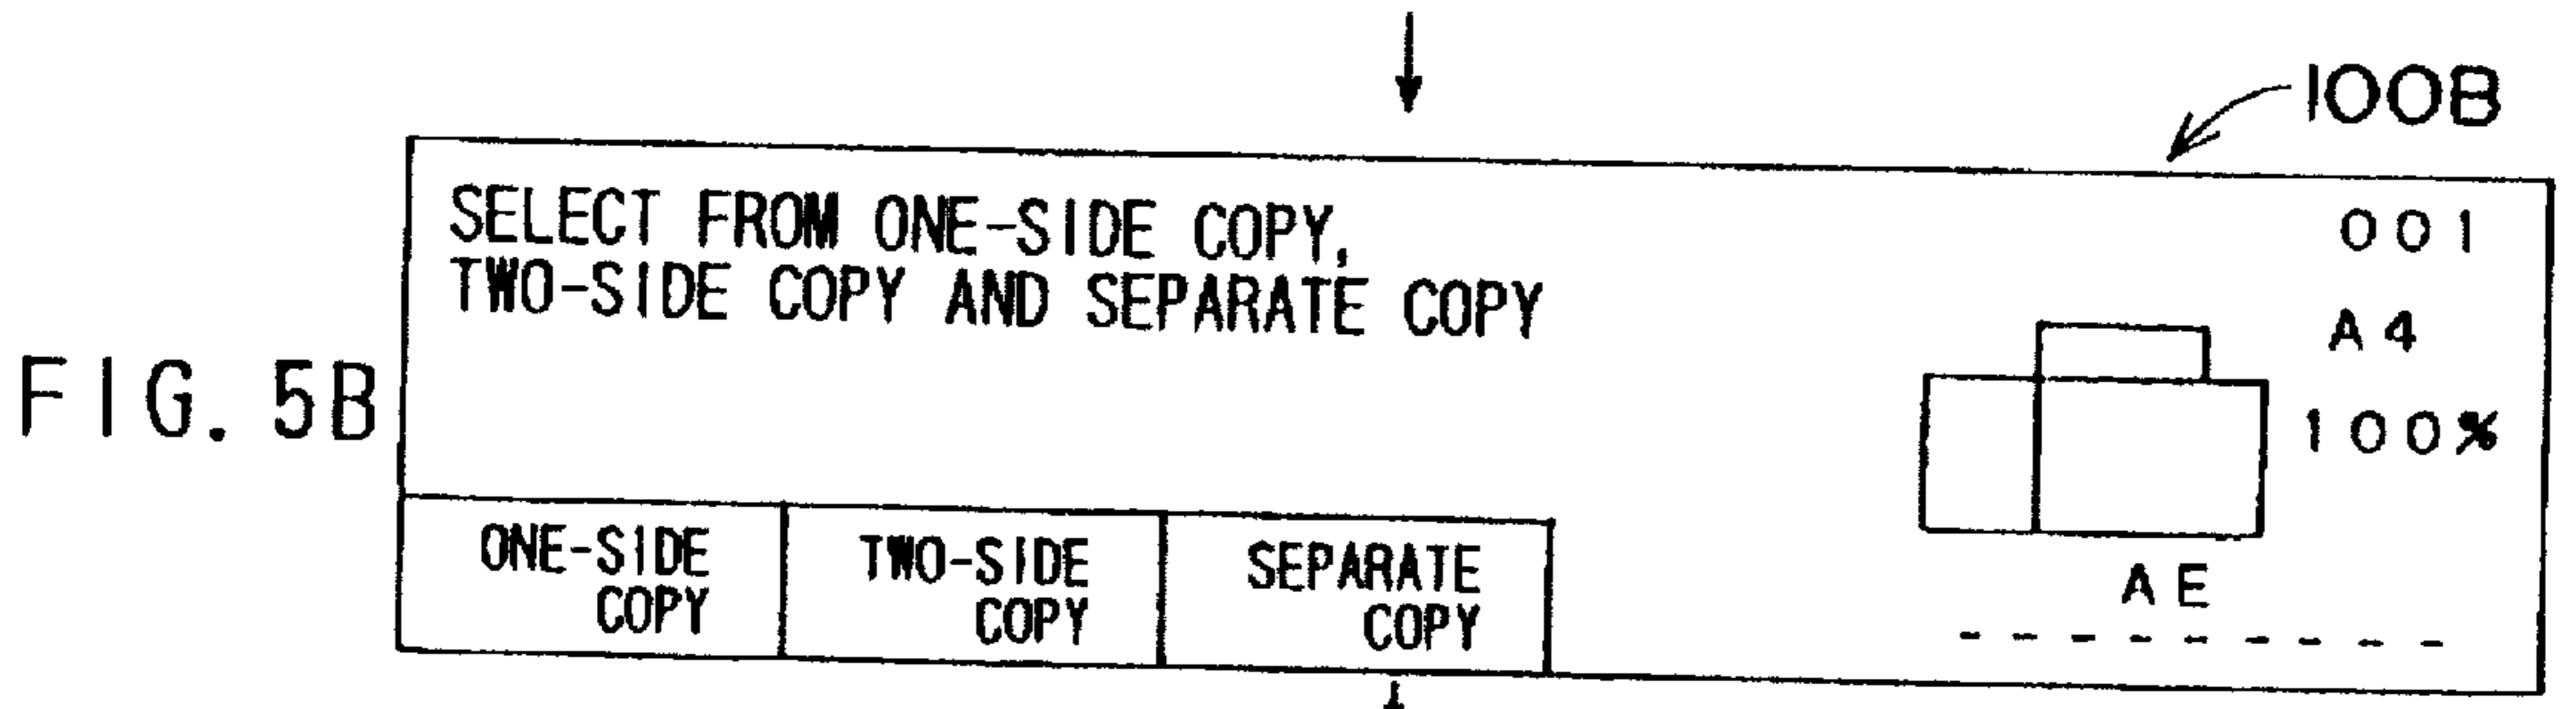 100B
SELECT FROM ONE-SIDE COPY,
TWO-SIDE COPY AND SEPARATE COPY
001
A4
100%
FIG. 5B
ONE-SIDE
COPY
TWO-SIDE
COPY
SEPARATE
COPY
AE
- - - - - - - - -